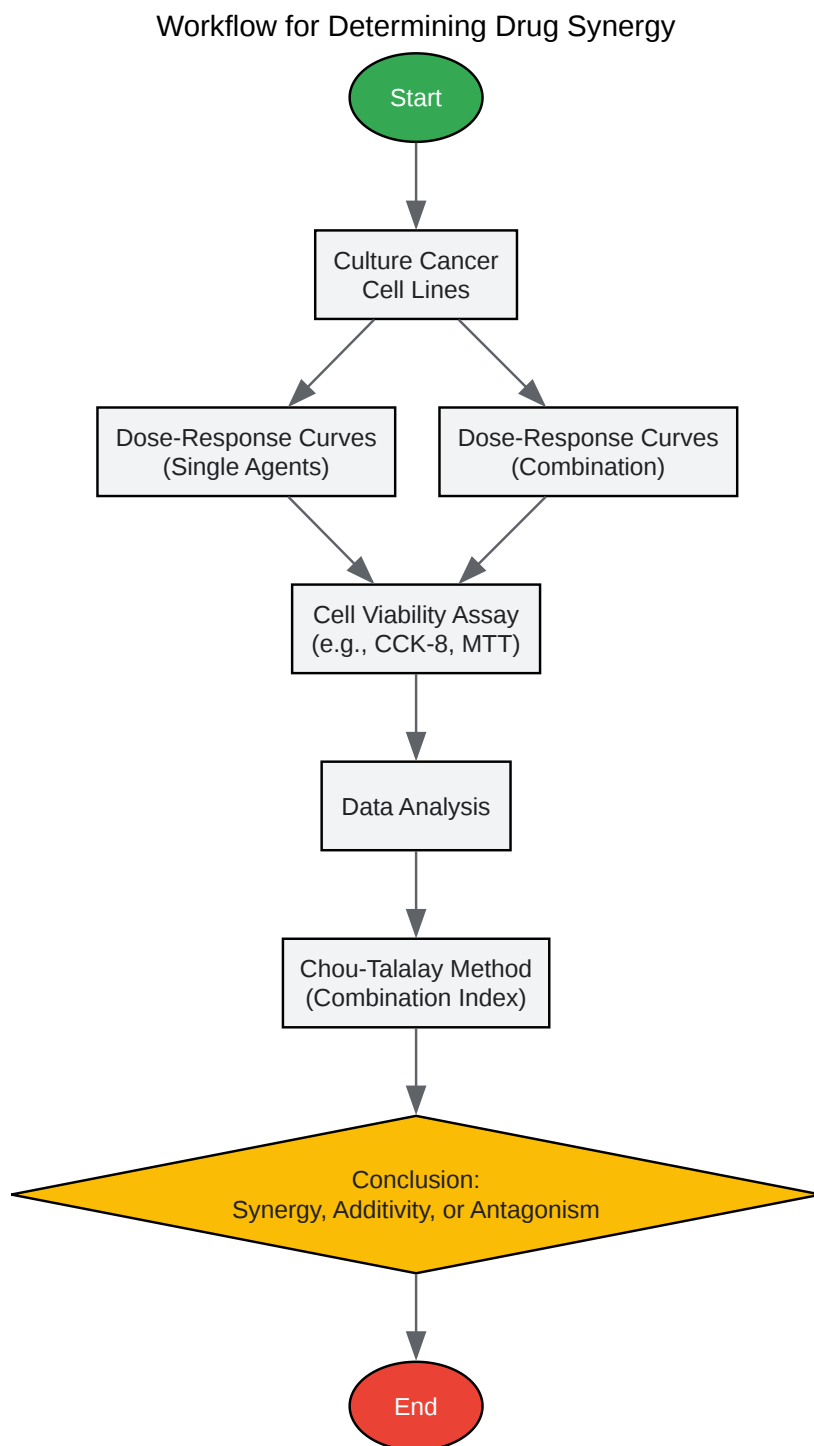 Workflow for Determining Drug Synergy
Start
Culture Cancer
Cell Lines
Dose-Response Curves
(Single Agents)
Dose-Response Curves
(Combination)
Cell Viability Assay
(e.g., CCK-8, MTT)
Data Analysis
Chou-Talalay Method
(Combination Index)
Conclusion:
Synergy, Additivity, or Antagonism
End